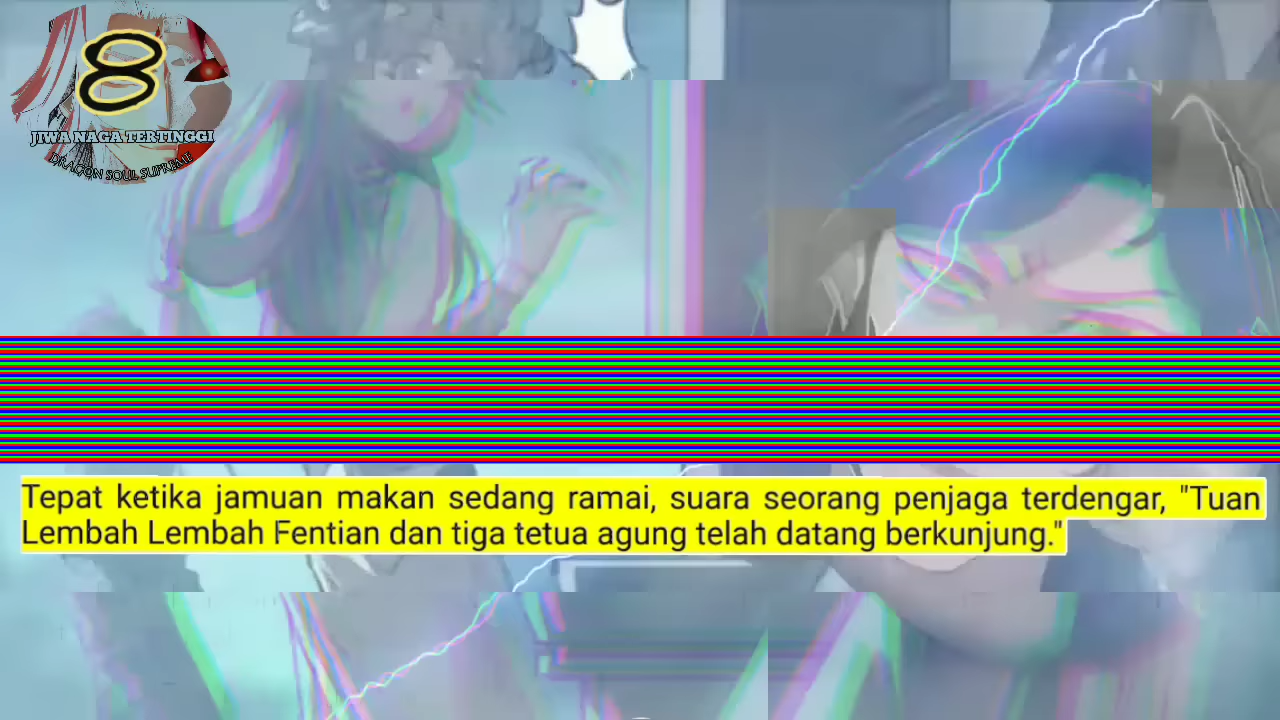 8
JIWA NAGA TERTINGGI
DRAGON SOUL SUPREME
Tepat ketika jamuan makan sedang ramai, suara seorang penjaga terdengar, "Tuan
Lembah Lembah Fentian dan tiga tetua agung telah datang berkunjung."